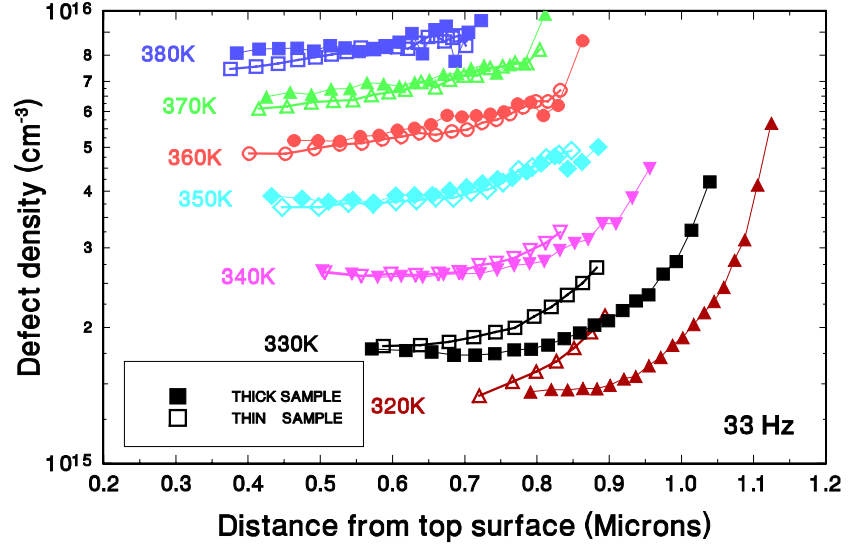 10¹⁶
9
8
7
6
5
4
3
2
10¹⁵
Defect density (cm⁻³)
380K
370K
360K
350K
340K
330K
320K
THICK SAMPLE
THIN SAMPLE
33 Hz
0.2 0.3 0.4 0.5 0.6 0.7 0.8 0.9 1.0 1.1 1.2
Distance from top surface (Microns)